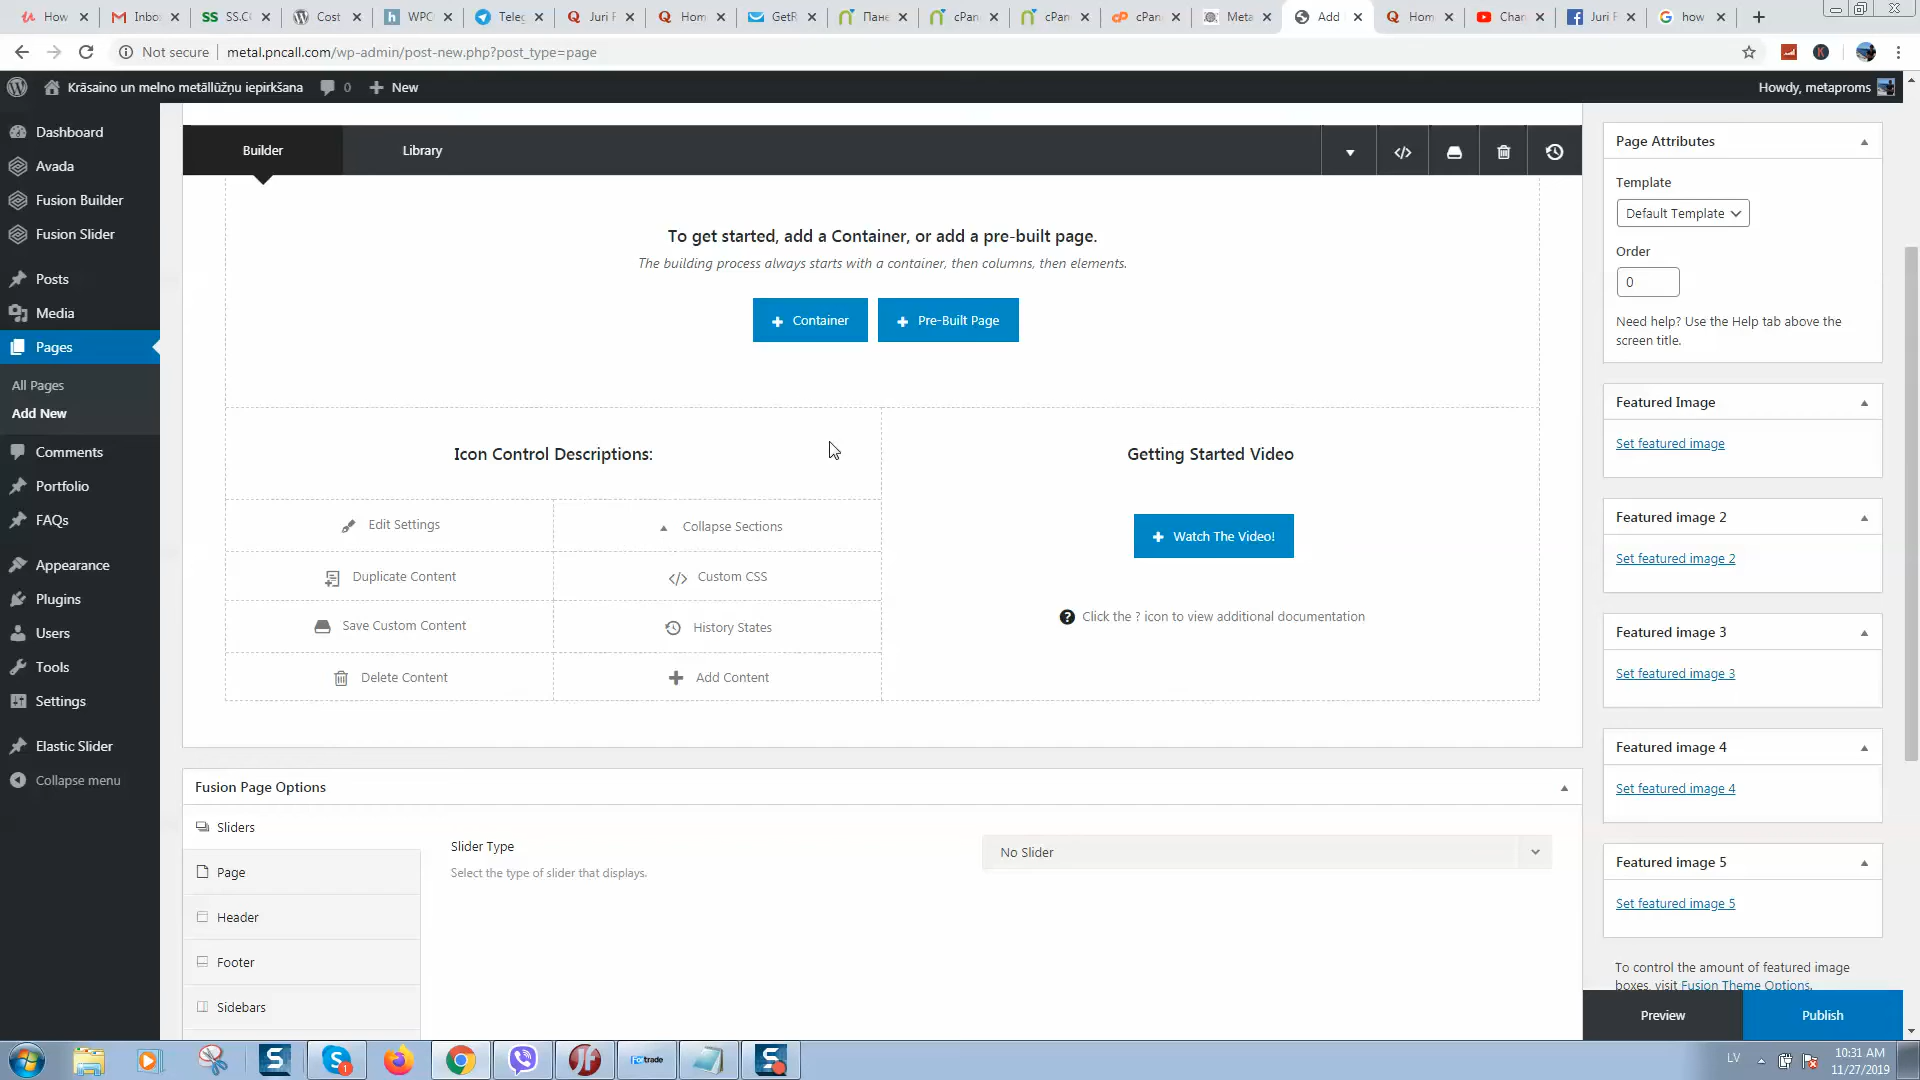 How
Inbo
SS SS.C
Cost
WPC
Teleg
Juri F
Hom
GetR
Пане
cPan
cPan
cPan
Meta
Add
Hom
Chan
Juri E
how
Not secure | metal.pncall.com/wp-admin/post-new.php?post_type=page
Krāsaino un melno metāllūžņu iepirkšana
0
New
Howdy, metaproms
Dashboard
Avada
Fusion Builder
Fusion Slider
Posts
Media
Pages
All Pages
Add New
Comments
Portfolio
FAQs
Appearance
Plugins
Users
Tools
Settings
Elastic Slider
Collapse menu
Builder
Library
To get started, add a Container, or add a pre-built page.
The building process always starts with a container, then columns, then elements.
Container
Pre-Built Page
Icon Control Descriptions:
Edit Settings
Collapse Sections
Duplicate Content
Custom CSS
Save Custom Content
History States
Delete Content
Add Content
Getting Started Video
Watch The Video!
Click the ? icon to view additional documentation
Fusion Page Options
Sliders
Page
Header
Footer
Sidebars
Slider Type
Select the type of slider that displays.
No Slider
Page Attributes
Template
Default Template
Order
0
Need help? Use the Help tab above the
screen title.
Featured Image
Set featured image
Featured image 2
Set featured image 2
Featured image 3
Set featured image 3
Featured image 4
Set featured image 4
Featured image 5
Set featured image 5
To control the amount of featured image
boxes, visit Fusion Theme Options.
Preview
Publish
Fortrade
LV
10:31 AM
11/27/2019